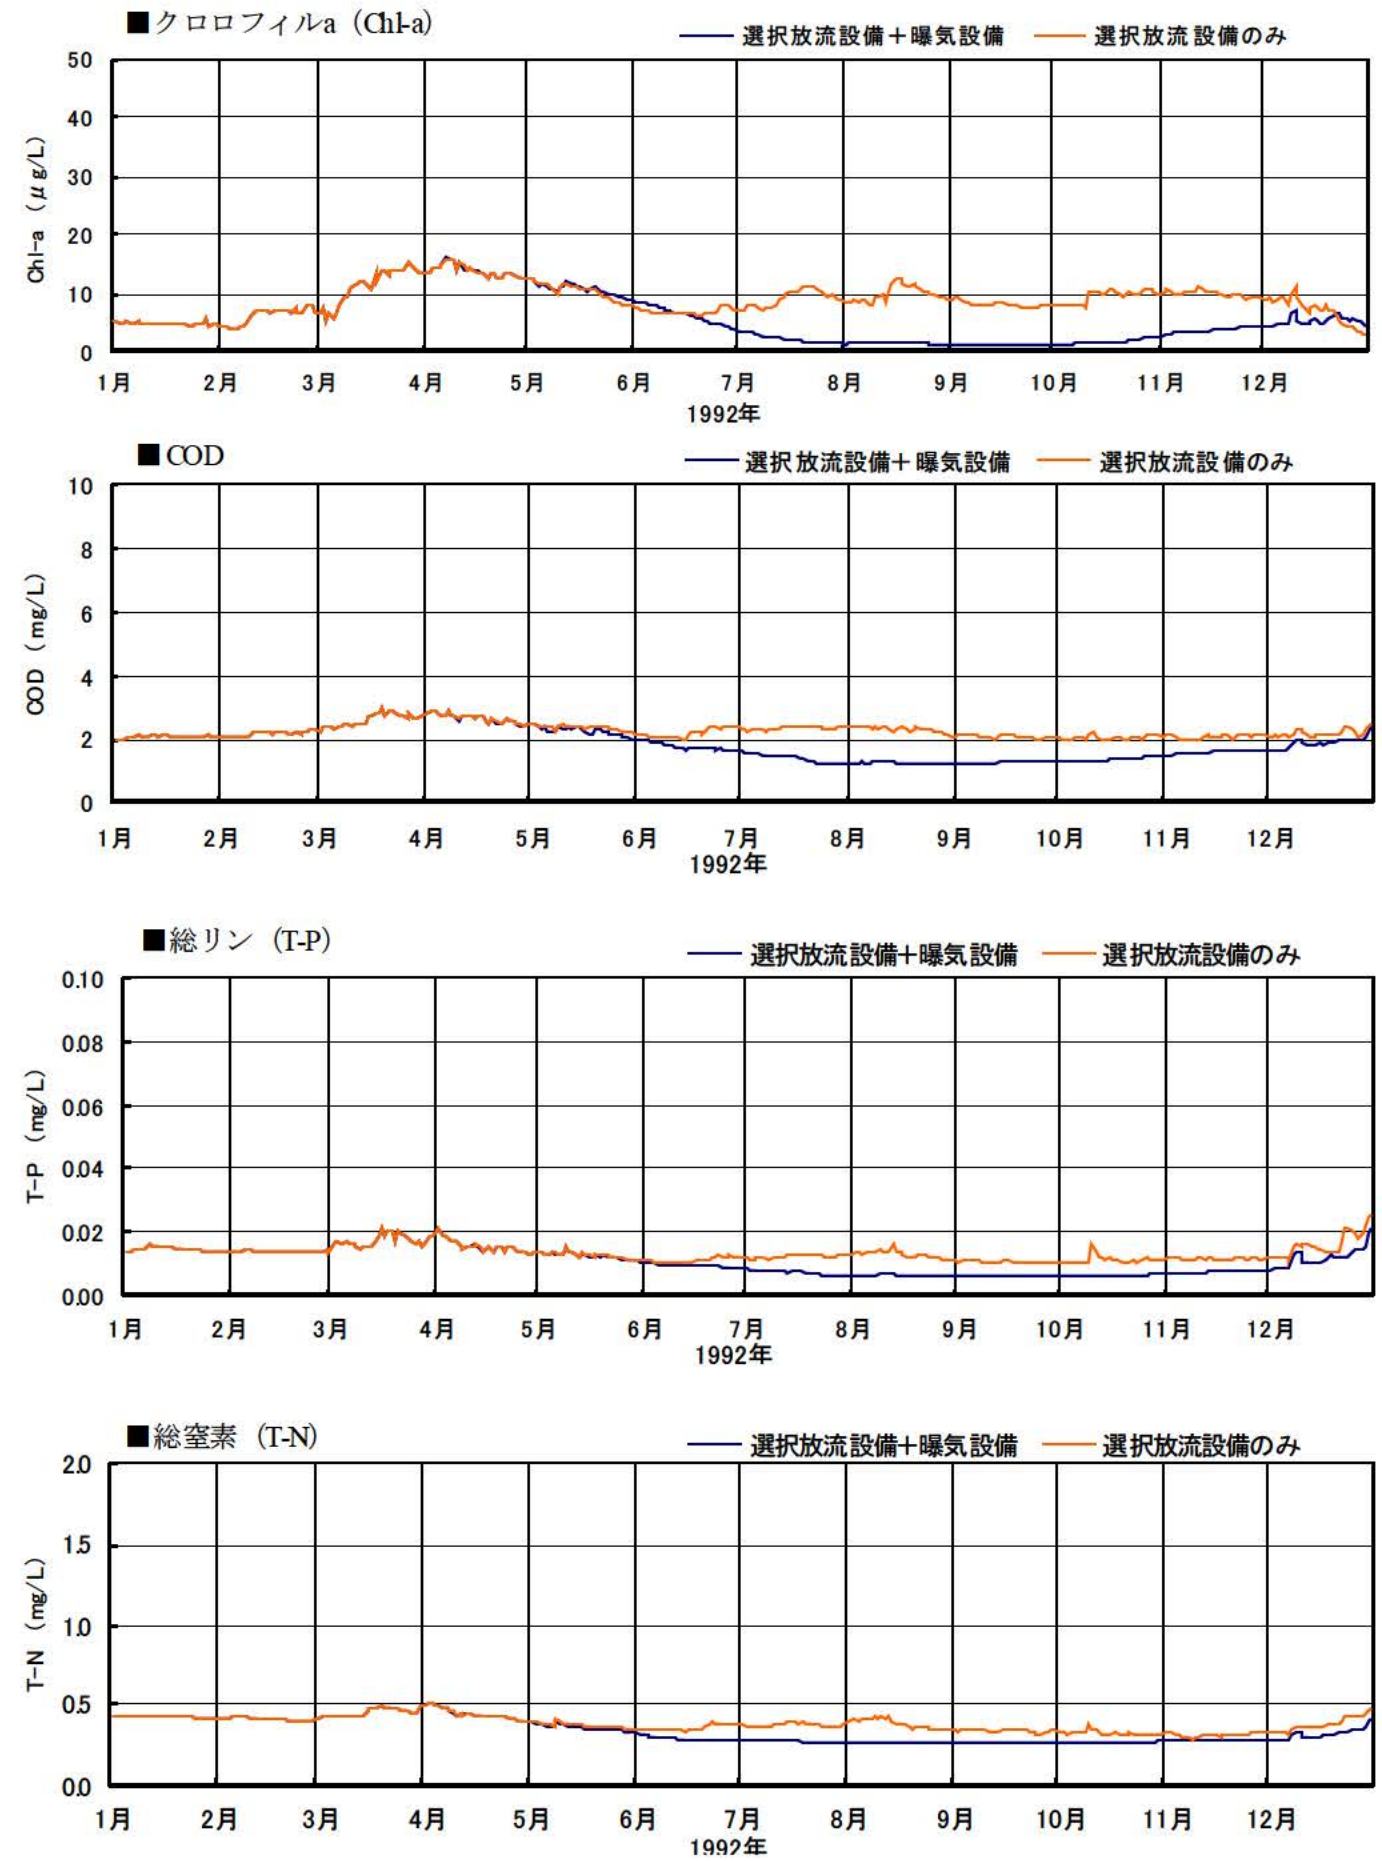 ■クロロフィルa（Chl-a）
選択放流設備＋曝気設備 選択放流設備のみ
50
40
30
20
10
0
Chl-a （μg/L）
1月 2月 3月 4月 5月 6月 7月 8月 9月 10月 11月 12月
1992年
■COD
選択放流設備＋曝気設備 選択放流設備のみ
10
8
6
4
2
0
COD （mg/L）
1月 2月 3月 4月 5月 6月 7月 8月 9月 10月 11月 12月
1992年
■総リン（T-P）
選択放流設備＋曝気設備 選択放流設備のみ
0.10
0.08
0.06
0.04
0.02
0.00
T-P （mg/L）
1月 2月 3月 4月 5月 6月 7月 8月 9月 10月 11月 12月
1992年
■総窒素（T-N）
選択放流設備＋曝気設備 選択放流設備のみ
2.0
1.5
1.0
0.5
0.0
T-N （mg/L）
1月 2月 3月 4月 5月 6月 7月 8月 9月 10月 11月 12月
1992年